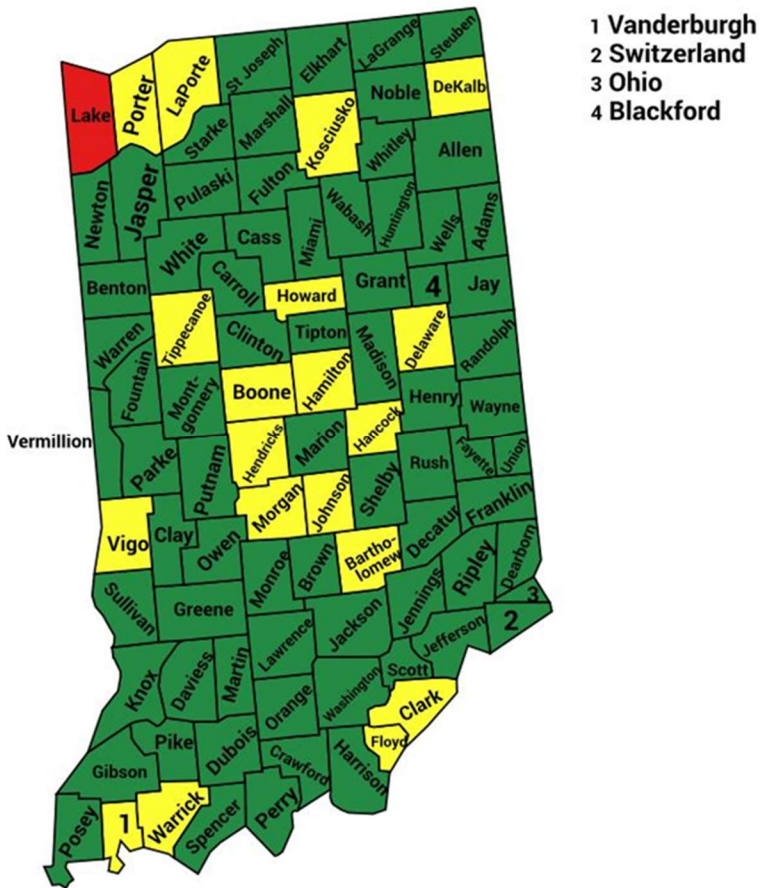 1 Vanderburgh
2 Switzerland
3 Ohio
4 Blackford
Steuben
LaGrange
Elkhart
St Joseph
LaPorte
Porter
Lake
DeKalb
Noble
Kosciusko
Marshall
Starke
Whitley
Allen
Newton
Jasper
Pulaski
Fulton
Wabash
Huntington
Wells
Adams
White
Cass
Miami
Benton
Carroll
Howard
Grant
4
Jay
Tippecanoe
Warren
Clinton
Tipton
Madison
Delaware
Randolph
Fountain
Mont-
gomery
Boone
Hamilton
Henry
Wayne
Vermillion
Parke
Putnam
Hendricks
Marion
Hancock
Rush
Fayette
Union
Shelby
Morgan
Johnson
Franklin
Vigo
Clay
Owen
Decatur
Bartho-
lomew
Monroe
Brown
Dearborn
Ripley
Jennings
3
2
Sullivan
Greene
Jackson
Jefferson
Lawrence
Knox
Daviess
Martin
Scott
Washington
Orange
Clark
Floyd
Pike
Dubois
Crawford
Harrison
Gibson
Posey
1
Warrick
Spencer
Perry